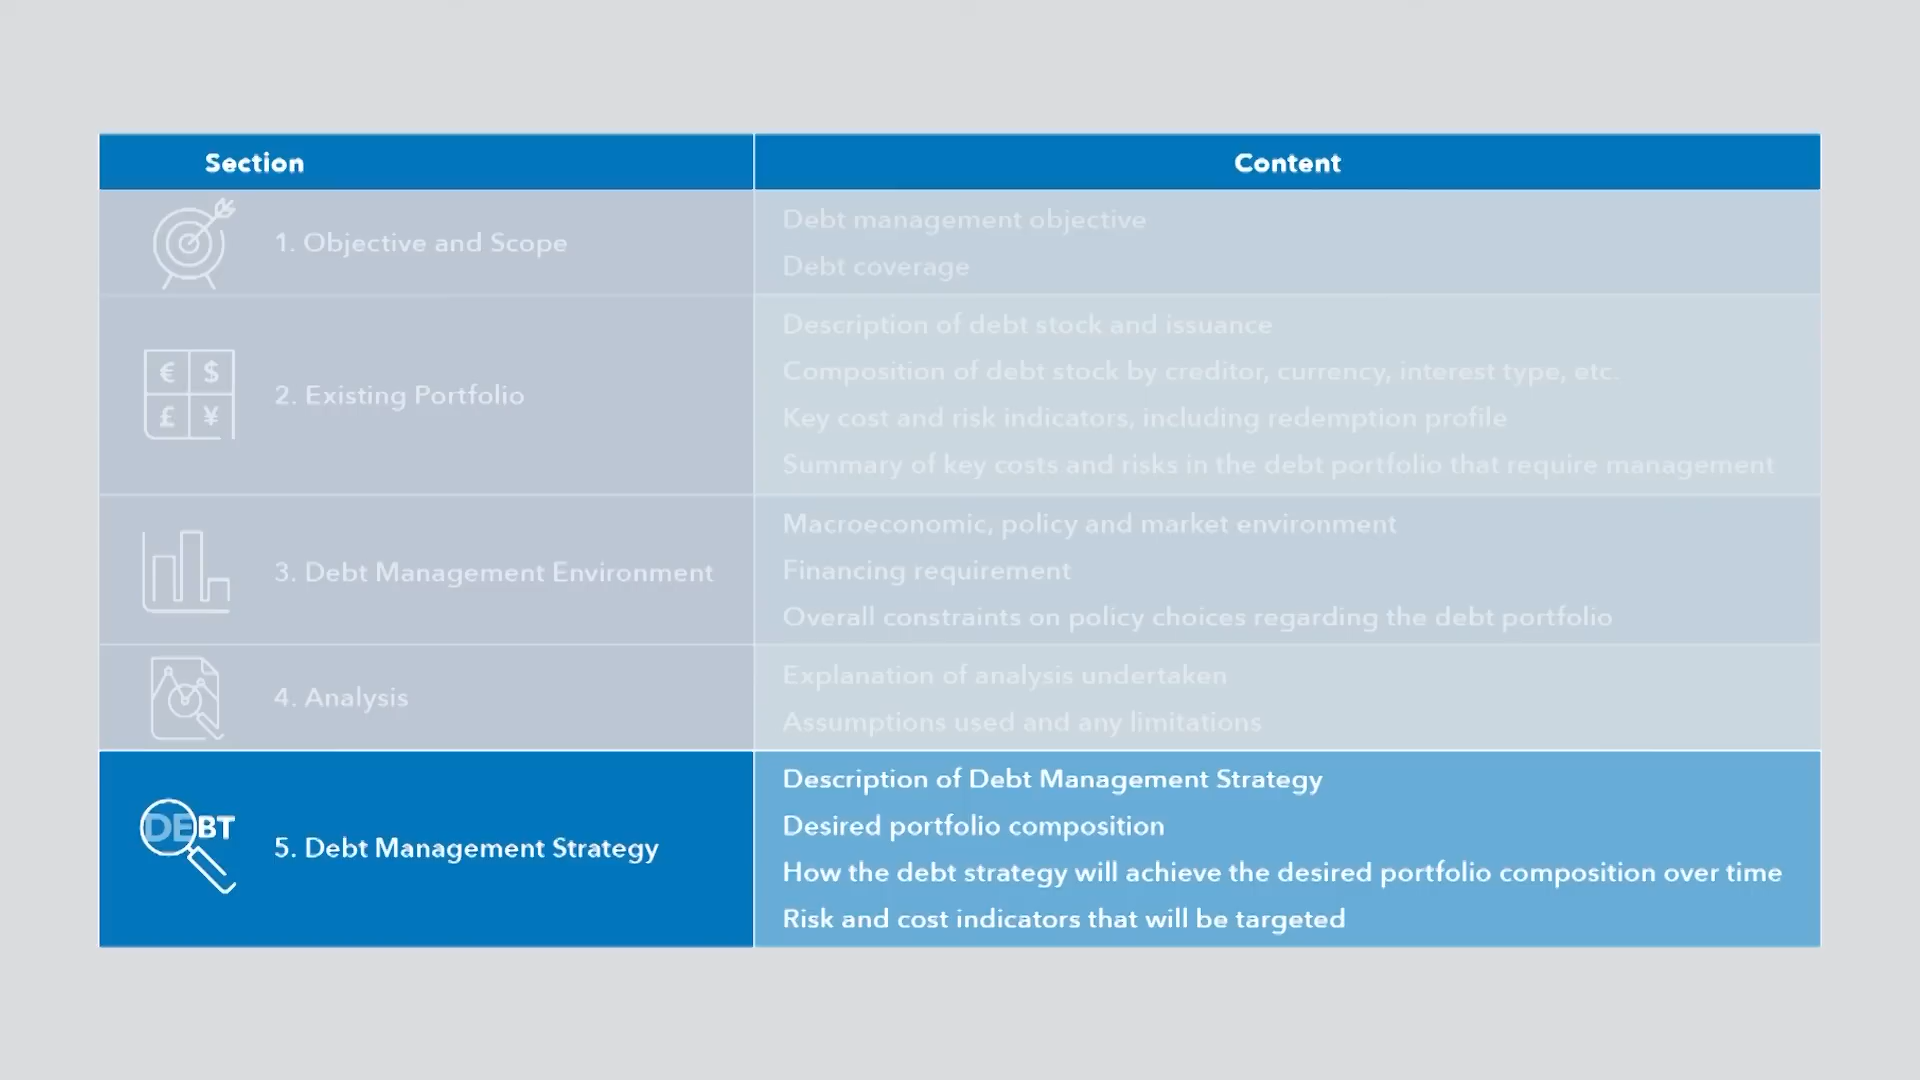 Section
Content
1. Objective and Scope
Debt management objective
Debt coverage
€ $
£ ¥
2. Existing Portfolio
Description of debt stock and issuance
Composition of debt stock by creditor, currency, interest type, etc.
Key cost and risk indicators, including redemption profile
Summary of key costs and risks in the debt portfolio that require management
3. Debt Management Environment
Macroeconomic, policy and market environment
Financing requirement
Overall constraints on policy choices regarding the debt portfolio
4. Analysis
Explanation of analysis undertaken
Assumptions used and any limitations
DEBT
5. Debt Management Strategy
Description of Debt Management Strategy
Desired portfolio composition
How the debt strategy will achieve the desired portfolio composition over time
Risk and cost indicators that will be targeted